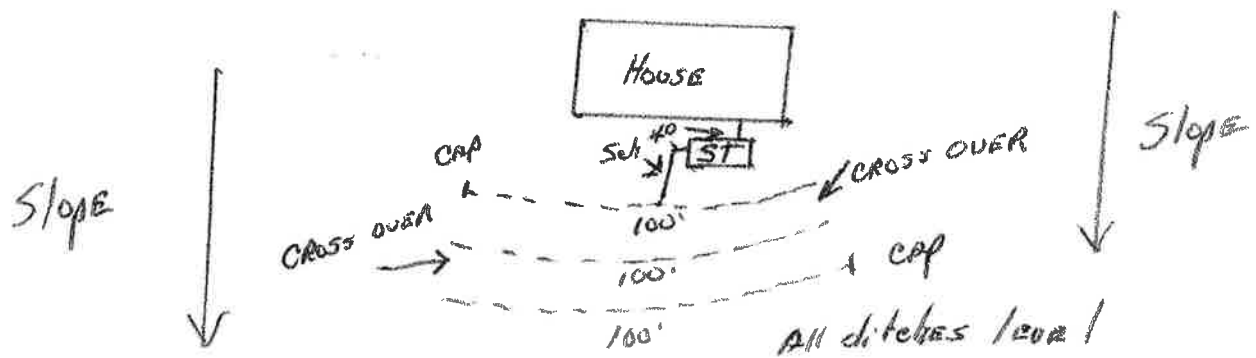 HOUSE
Slope
Slope
Sch 40
ST
CAP
CROSS OVER
CROSS OVER
100'
100'
CAP
100'
All ditches level